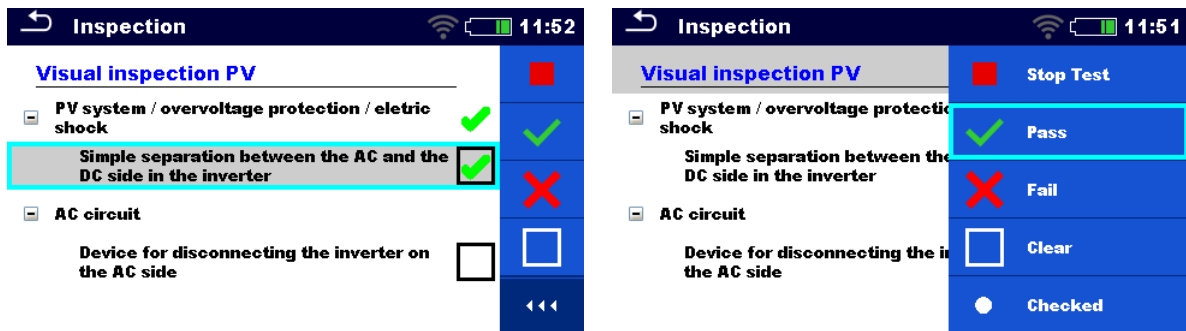 Inspection 11:52
Visual inspection PV
PV system / overvoltage protection / eletric
shock
Simple separation between the AC and the
DC side in the inverter
AC circuit
Device for disconnecting the inverter on
the AC side
Inspection 11:51
Visual inspection PV
PV system / overvoltage protectic
shock
Simple separation between the
DC side in the inverter
AC circuit
Device for disconnecting the i
the AC side
Stop Test
Pass
Fail
Clear
Checked